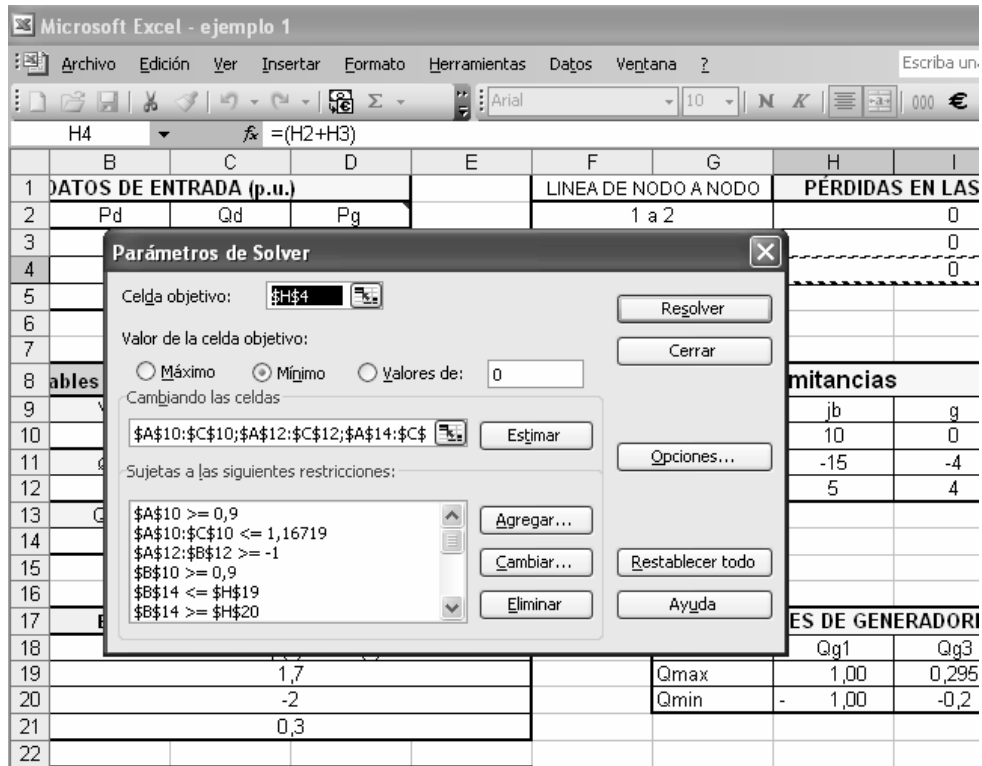 Microsoft Excel - ejemplo 1
Archivo Edición Ver Insertar Formato Herramientas Datos Ventana ? Escriba un
Arial 10 N K 000 €
H4 fx =(H2+H3)
B C D E F G H I
1 DATOS DE ENTRADA (p.u.) LINEA DE NODO A NODO PÉRDIDAS EN LAS
2 Pd Qd Pg 1 a 2 0
3 0
4 0
5
6
7
8 ables mitancias
9 jb g
10 10 0
11 -15 -4
12 5 4
13
14
15
16
17 ES DE GENERADOR
18 Qg1 Qg3
19 1,7 Qmax 1,00 0,295
20 -2 Qmin - 1,00 -0,2
21 0,3
22
Parámetros de Solver
Celda objetivo: $H$4
Resolver
Valor de la celda objetivo:
Cerrar
Máximo Mínimo Valores de: 0
Cambiando las celdas
$A$10:$C$10;$A$12:$C$12;$A$14:$C$
Estimar
Opciones...
Sujetas a las siguientes restricciones:
$A$10 >= 0,9
$A$10:$C$10 <= 1,16719
$A$12:$B$12 >= -1
$B$10 >= 0,9
$B$14 <= $H$19
$B$14 >= $H$20
Agregar...
Cambiar...
Restablecer todo
Eliminar
Ayuda